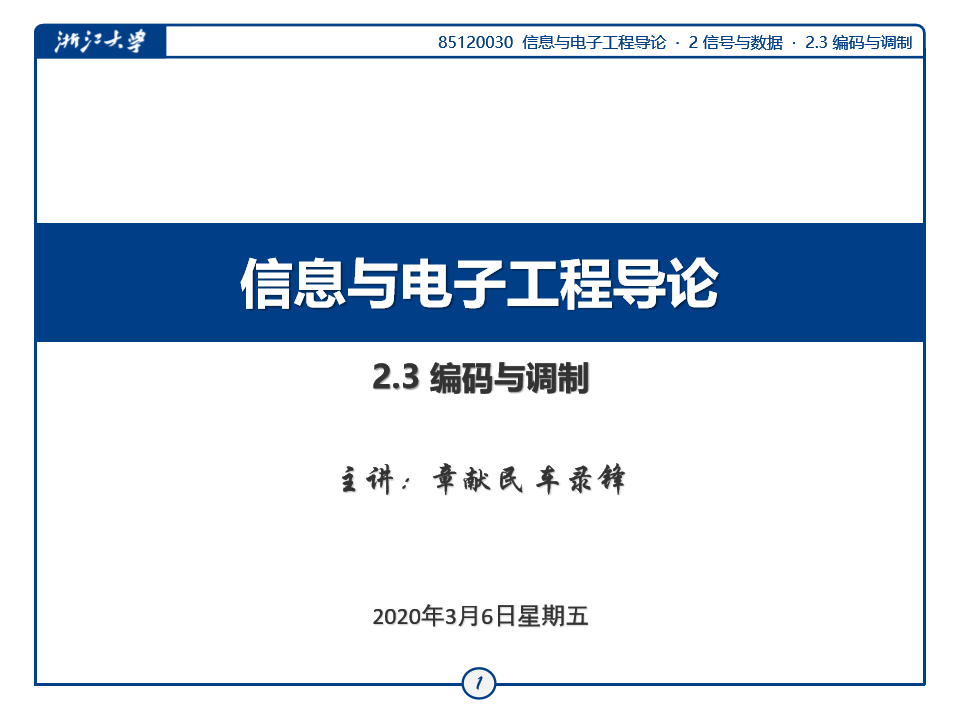 浙江大学
85120030 信息与电子工程导论 · 2 信号与数据 · 2.3 编码与调制
信息与电子工程导论
2.3 编码与调制
主讲：章献民 车录锋
2020年3月6日星期五
1